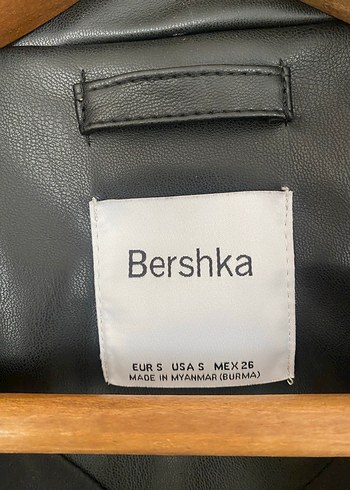 Bershka
EUR S USA S MEX 26
MADE IN MYANMAR (BURMA)